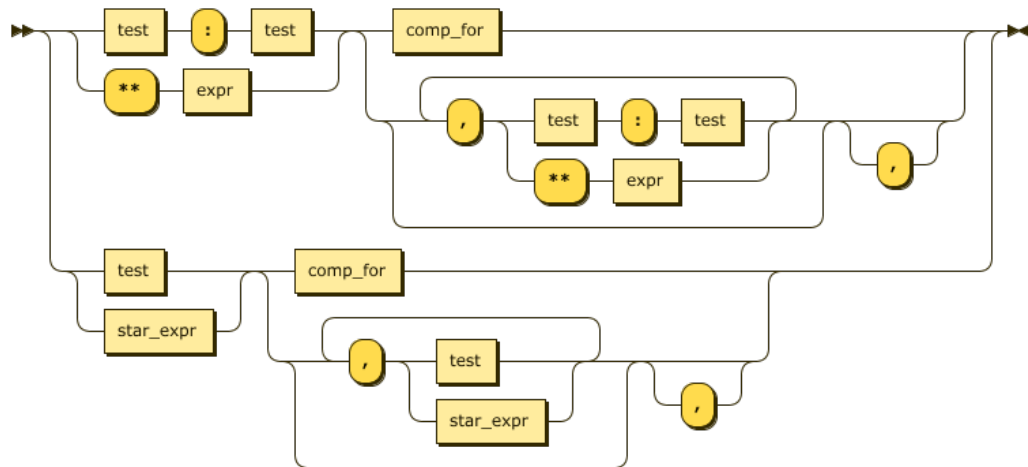 test : test comp_for
** expr
, test : test
** expr ,
test comp_for
star_expr
, test
star_expr ,